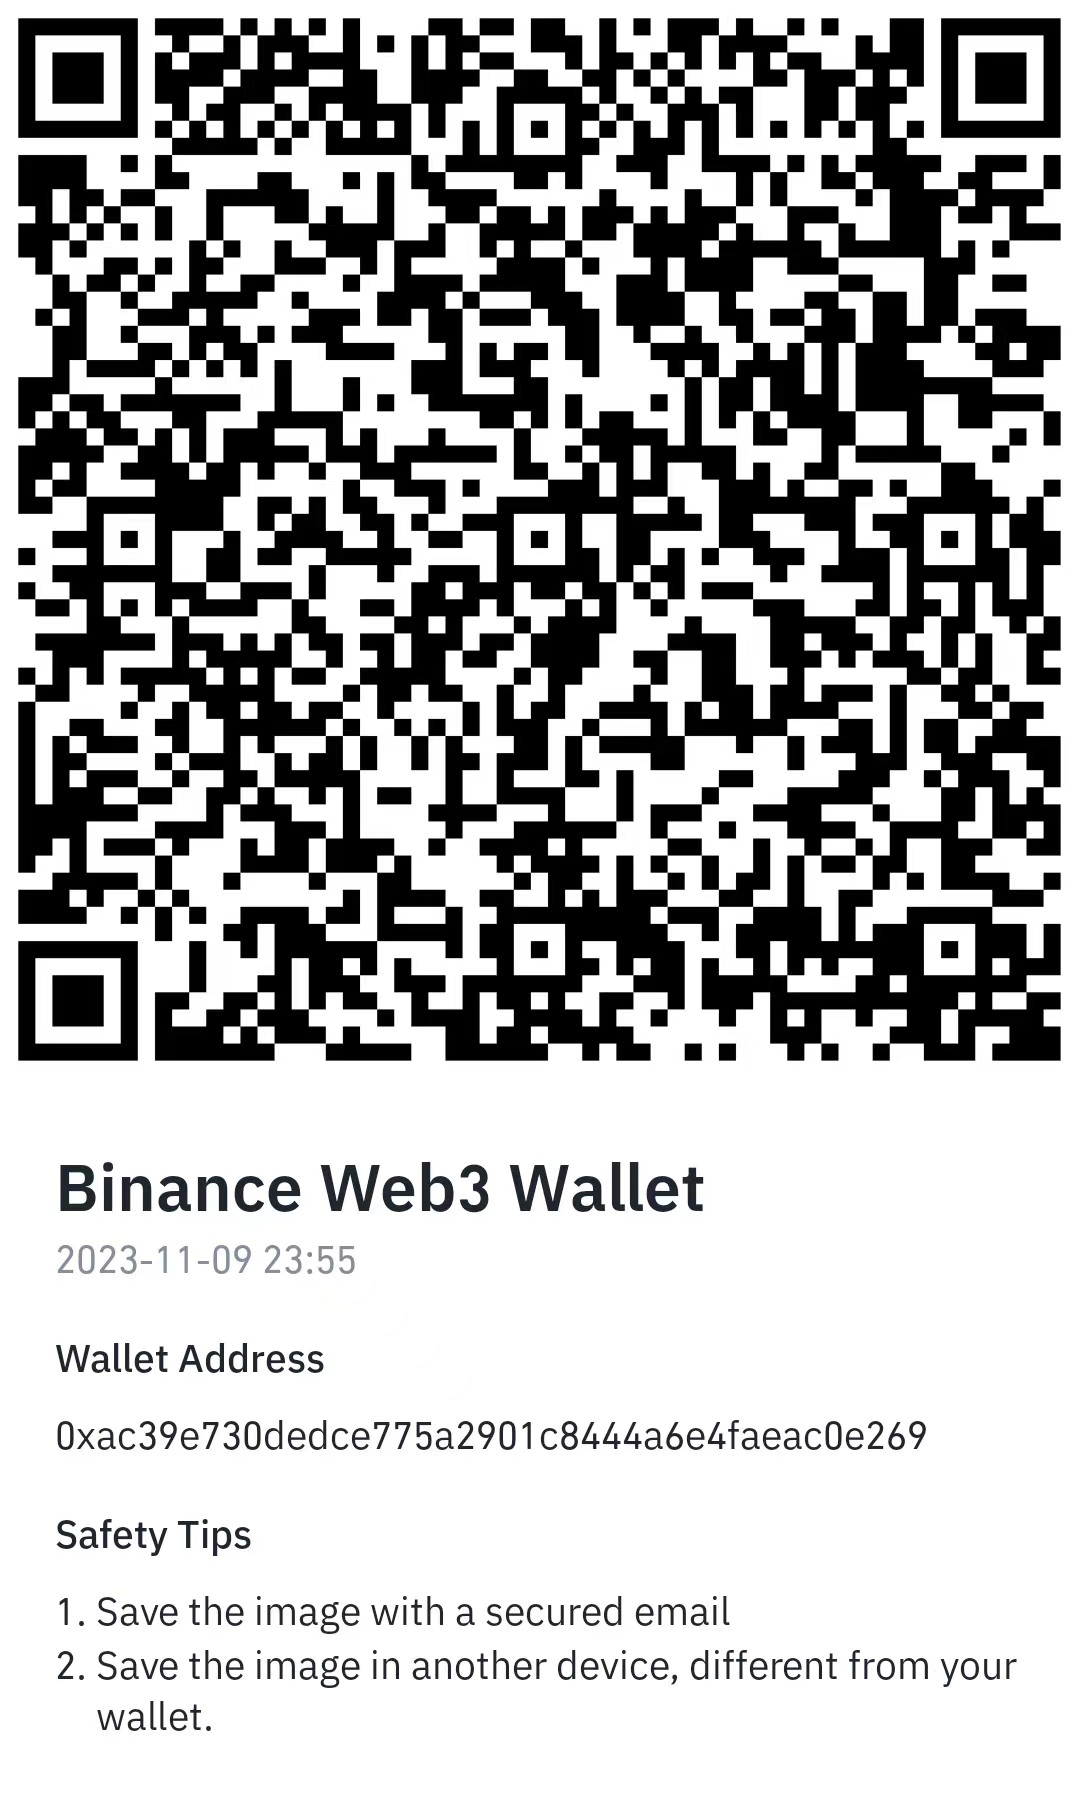 Binance Web3 Wallet
2023-11-09 23:55
Wallet Address
0xac39e730dedce775a2901c8444a6e4faeac0e269
Safety Tips
1. Save the image with a secured email
2. Save the image in another device, different from your
wallet.